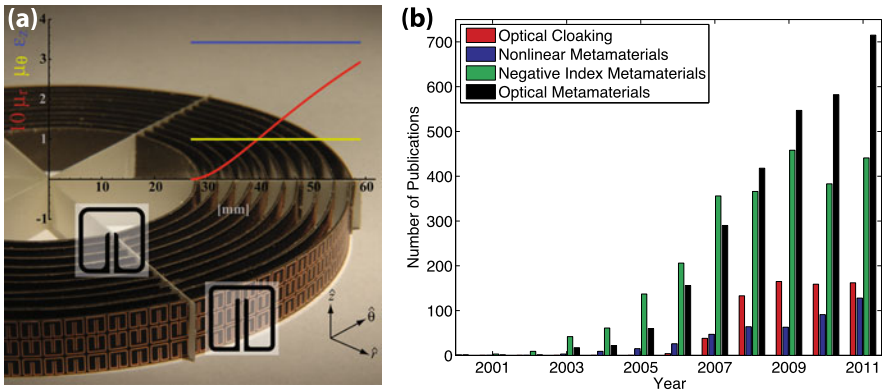 (a)
4
3
2
1
-1
10 μr μθ εz
10 20 30 40 50 60
[mm]
ẑ
θ̂
r̂
(b)
Optical Cloaking
Nonlinear Metamaterials
Negative Index Metamaterials
Optical Metamaterials
700
600
500
400
300
200
100
0
Number of Publications
2001 2003 2005 2007 2009 2011
Year